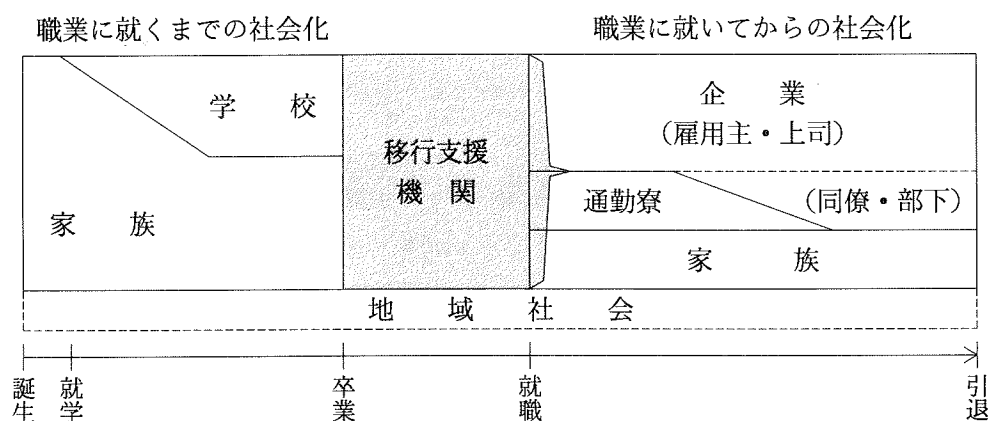 職業に就くまでの社会化
職業に就いてからの社会化
学校
企業
(雇用主・上司)
移行支援
機関
家族
通勤寮
(同僚・部下)
家族
地域社会
誕生
就学
卒業
就職
引退